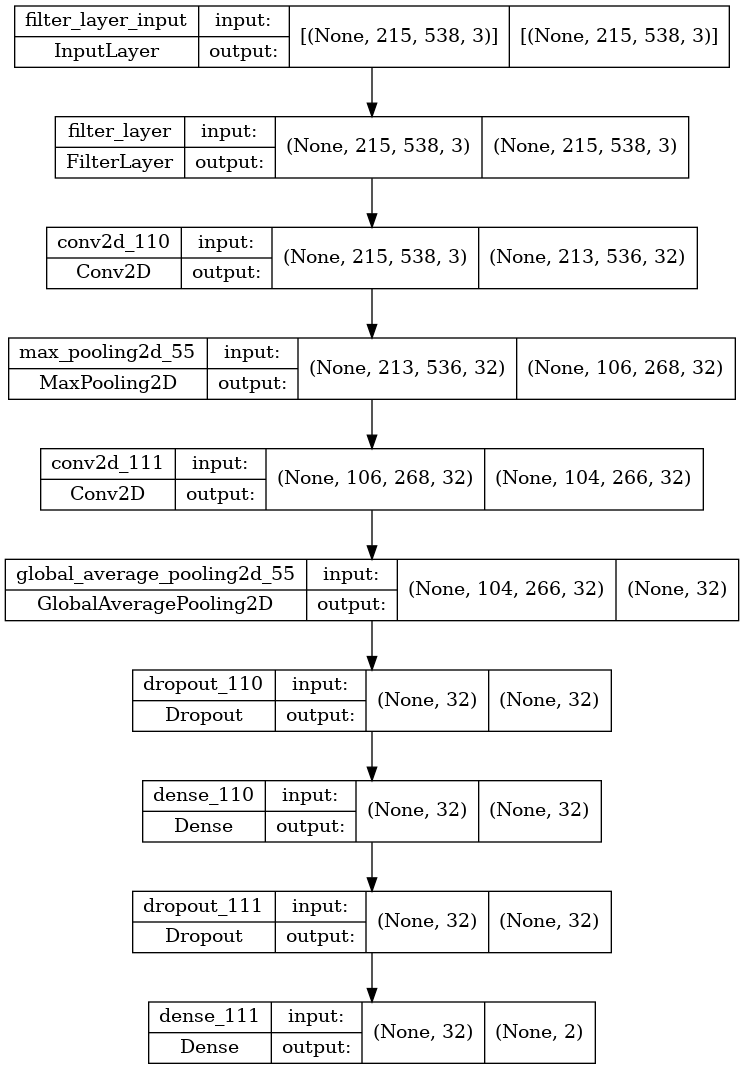 filter_layer_input input: [(None, 215, 538, 3)] [(None, 215, 538, 3)]
InputLayer output:
filter_layer input: (None, 215, 538, 3) (None, 215, 538, 3)
FilterLayer output:
conv2d_110 input: (None, 215, 538, 3) (None, 213, 536, 32)
Conv2D output:
max_pooling2d_55 input: (None, 213, 536, 32) (None, 106, 268, 32)
MaxPooling2D output:
conv2d_111 input: (None, 106, 268, 32) (None, 104, 266, 32)
Conv2D output:
global_average_pooling2d_55 input: (None, 104, 266, 32) (None, 32)
GlobalAveragePooling2D output:
dropout_110 input: (None, 32) (None, 32)
Dropout output:
dense_110 input: (None, 32) (None, 32)
Dense output:
dropout_111 input: (None, 32) (None, 32)
Dropout output:
dense_111 input: (None, 32) (None, 2)
Dense output: